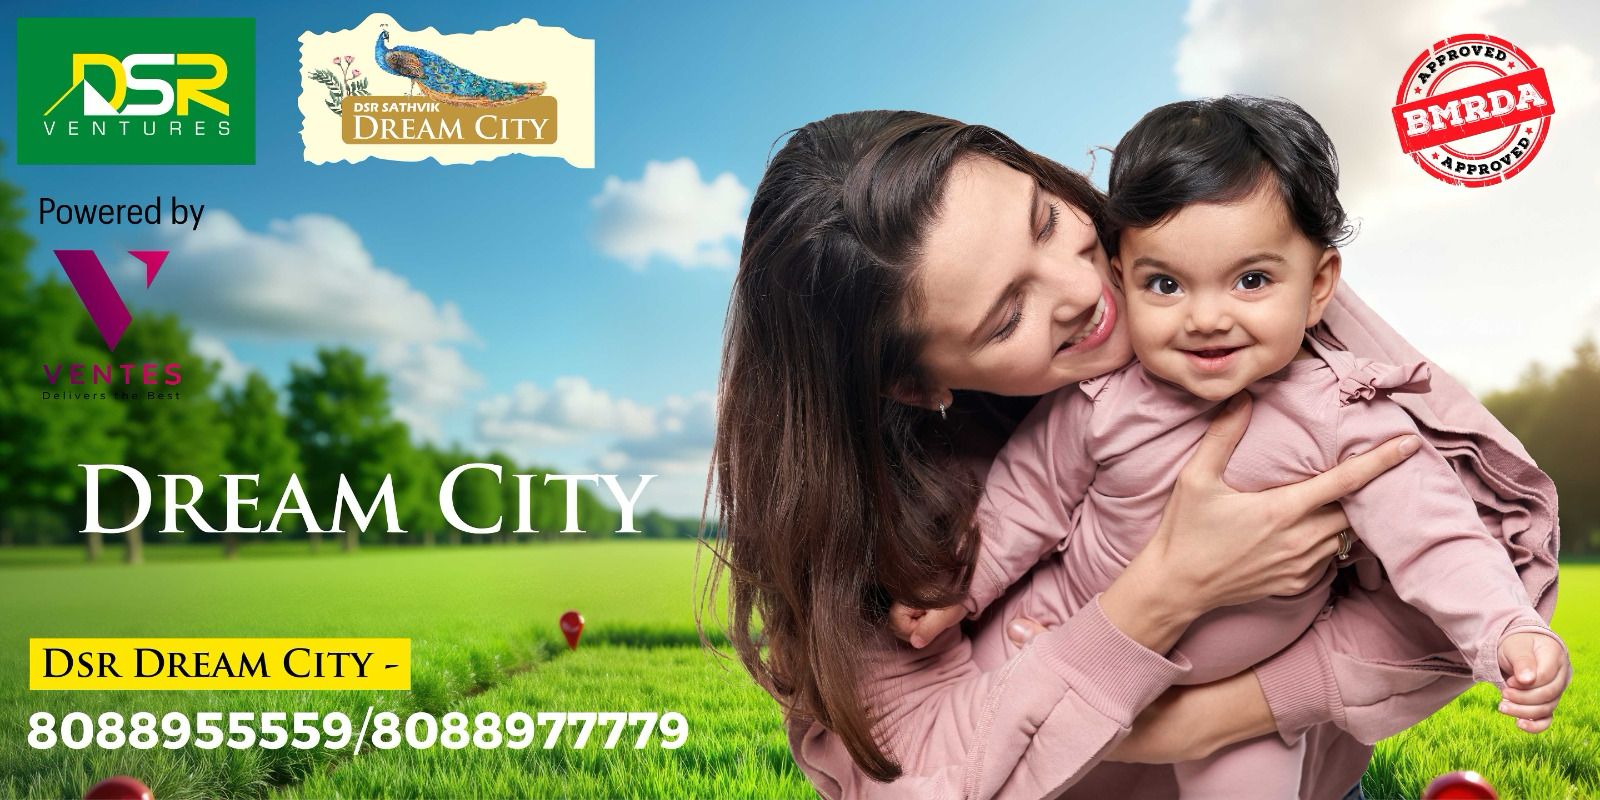 DSR
VENTURES
DSR SATHVIK
DREAM CITY
APPROVED
BMRDA
APPROVED
Powered by
VENTES
Delivers the Best
DREAM CITY
DSR DREAM CITY -
8088955559/8088977779